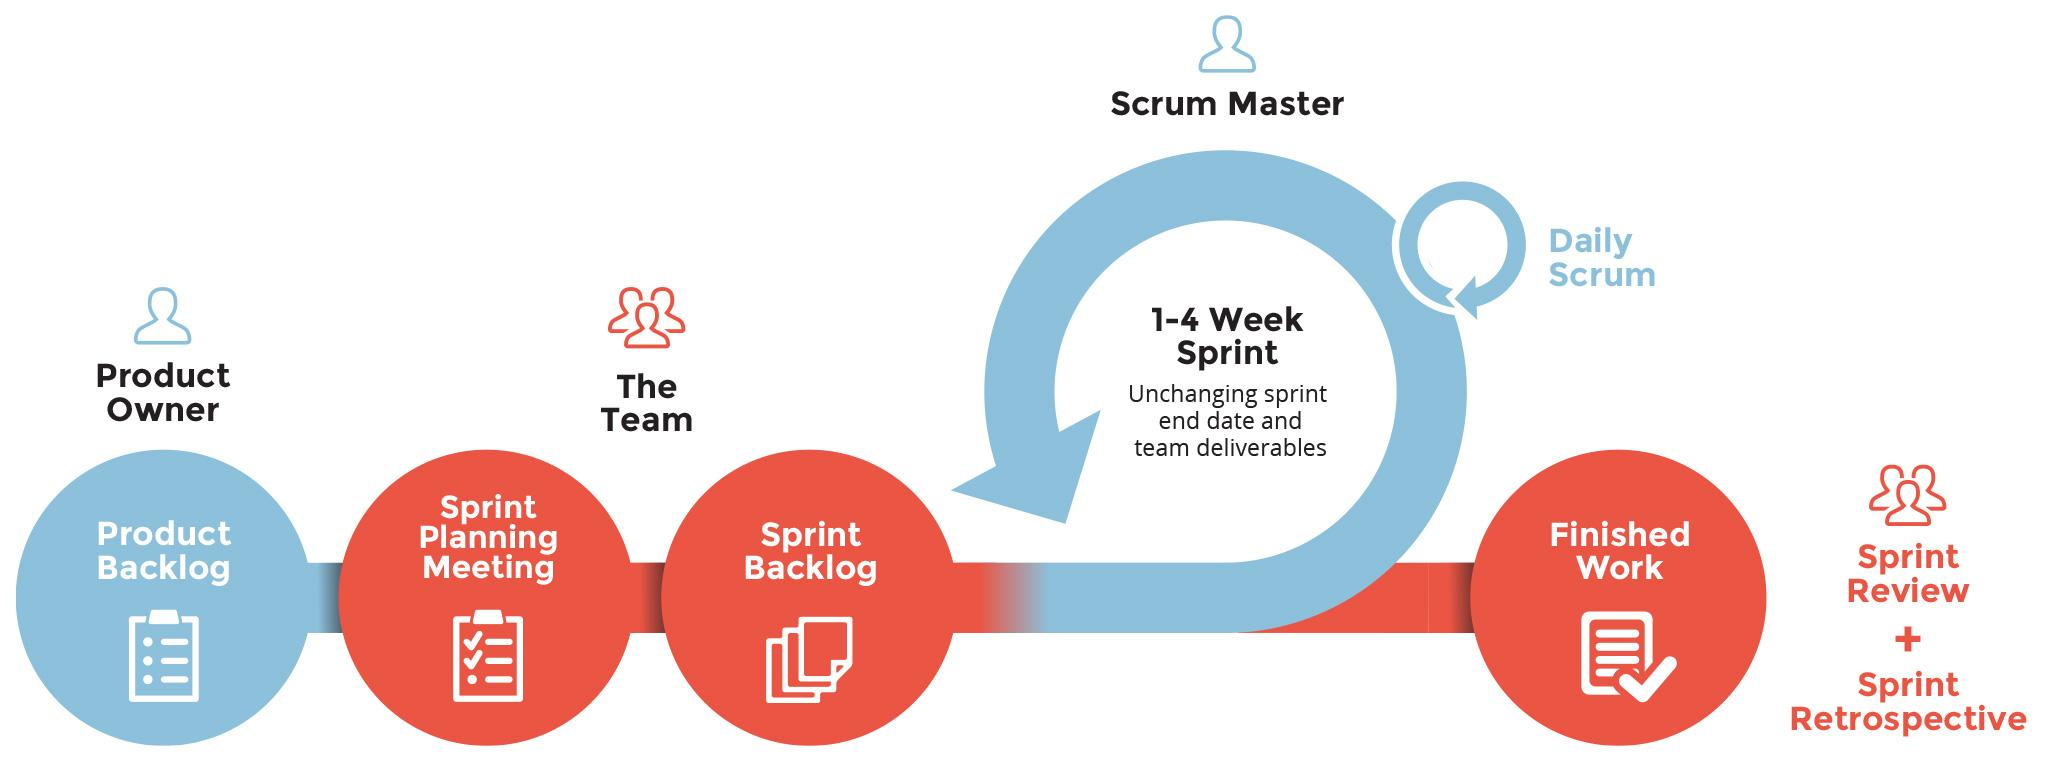 Scrum Master
Daily
Scrum
1-4 Week
Sprint
Unchanging sprint
end date and
team deliverables
Product
Owner
The
Team
Product
Backlog
Sprint
Planning
Meeting
Sprint
Backlog
Finished
Work
Sprint
Review
+
Sprint
Retrospective